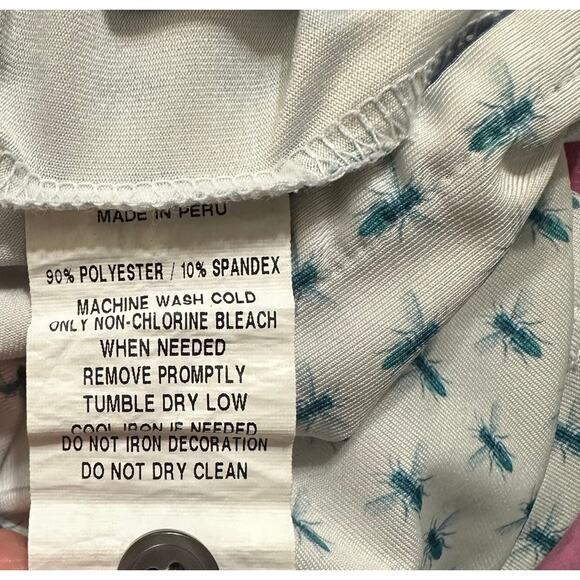 MADE IN PERU
90% POLYESTER / 10% SPANDEX
MACHINE WASH COLD
ONLY NON-CHLORINE BLEACH
WHEN NEEDED
REMOVE PROMPTLY
TUMBLE DRY LOW
COOL IRON IF NEEDED
DO NOT IRON DECORATION
DO NOT DRY CLEAN